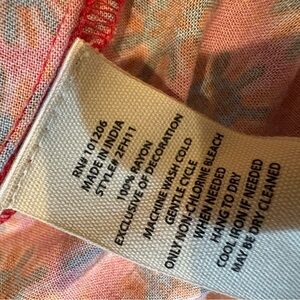 RN# 101206
MADE IN INDIA
STYLE# 2FH11
100% RAYON
EXCLUSIVE OF DECORATION
MACHINE WASH COLD
GENTLE CYCLE
ONLY NON-CHLORINE BLEACH
WHEN NEEDED
HANG TO DRY
COOL IRON IF NEEDED
MAY BE DRY CLEANED